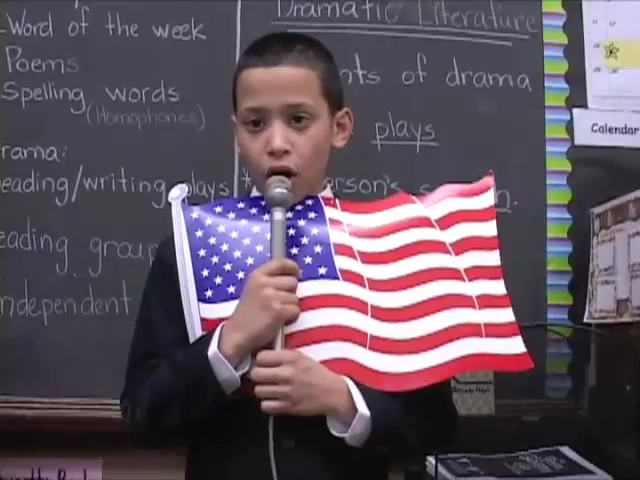 Word of the week
Poems
Spelling words
(Homophones)
rama:
eading/writing plays
eading group
ndependent
Dramatic Literature
nts of drama
plays
erson's
Calendar